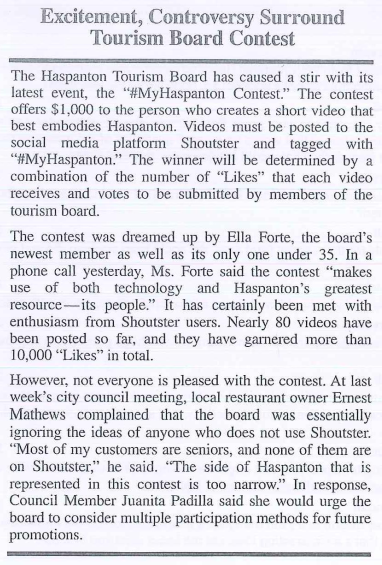 Excitement, Controversy Surround
Tourism Board Contest
The Haspanton Tourism Board has caused a stir with its
latest event, the “#MyHaspanton Contest.” The contest
offers $1,000 to the person who creates a short video that
best embodies Haspanton. Videos must be posted to the
social media platform Shoutster and tagged with
“#MyHaspanton.” The winner will be determined by a
combination of the number of “Likes” that each video
receives and votes to be submitted by members of the
tourism board.
The contest was dreamed up by Ella Forte, the board’s
newest member as well as its only one under 35. In a
phone call yesterday, Ms. Forte said the contest “makes
use of both technology and Haspanton’s greatest
resource—its people.” It has certainly been met with
enthusiasm from Shoutster users. Nearly 80 videos have
been posted so far, and they have garnered more than
10,000 “Likes” in total.
However, not everyone is pleased with the contest. At last
week’s city council meeting, local restaurant owner Ernest
Mathews complained that the board was essentially
ignoring the ideas of anyone who does not use Shoutster.
“Most of my customers are seniors, and none of them are
on Shoutster,” he said. “The side of Haspanton that is
represented in this contest is too narrow.” In response,
Council Member Juanita Padilla said she would urge the
board to consider multiple participation methods for future
promotions.